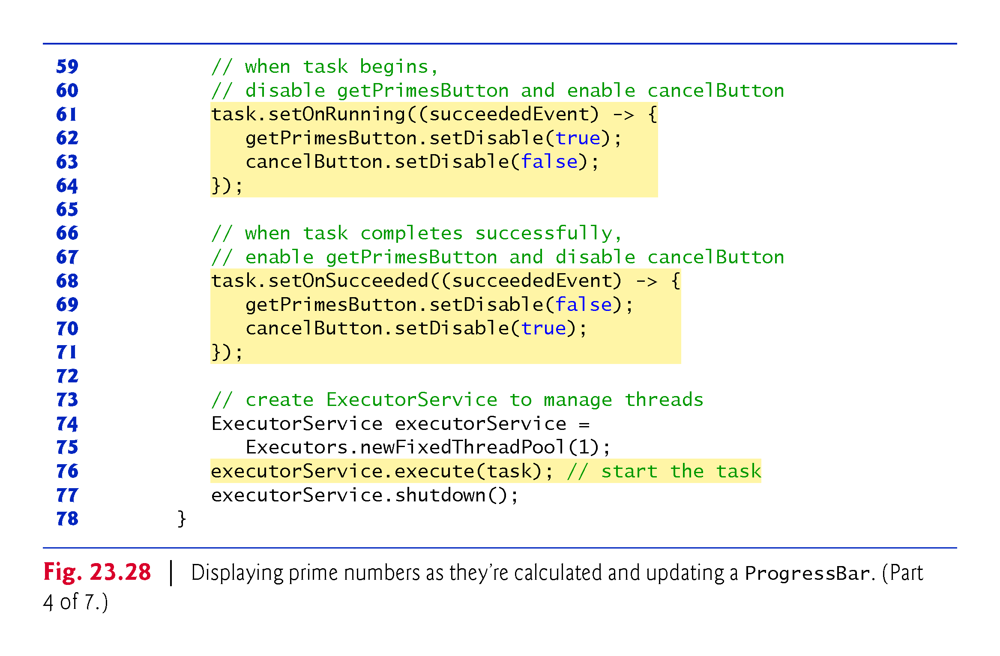 59 // when task begins,
60 // disable getPrimesButton and enable cancelButton
61 task.setOnRunning((succeededEvent) -> {
62 getPrimesButton.setDisable(true);
63 cancelButton.setDisable(false);
64 });
65
66 // when task completes successfully,
67 // enable getPrimesButton and disable cancelButton
68 task.setOnSucceeded((succeededEvent) -> {
69 getPrimesButton.setDisable(false);
70 cancelButton.setDisable(true);
71 });
72
73 // create ExecutorService to manage threads
74 ExecutorService executorService =
75 Executors.newFixedThreadPool(1);
76 executorService.execute(task); // start the task
77 executorService.shutdown();
78 }
Fig. 23.28 | Displaying prime numbers as they’re calculated and updating a ProgressBar. (Part
4 of 7.)